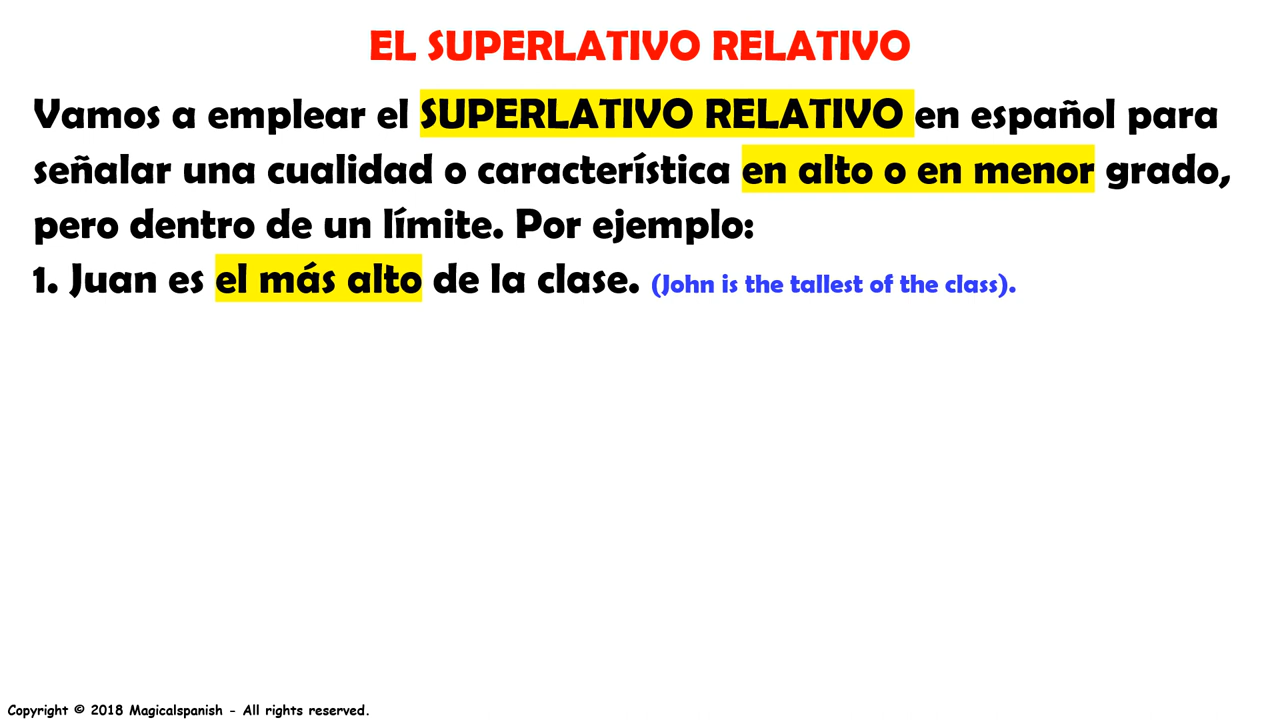 EL SUPERLATIVO RELATIVO
Vamos a emplear el SUPERLATIVO RELATIVO en español para
señalar una cualidad o característica en alto o en menor grado,
pero dentro de un límite. Por ejemplo:
1. Juan es el más alto de la clase. (John is the tallest of the class).
Copyright © 2018 Magicalspanish - All rights reserved.